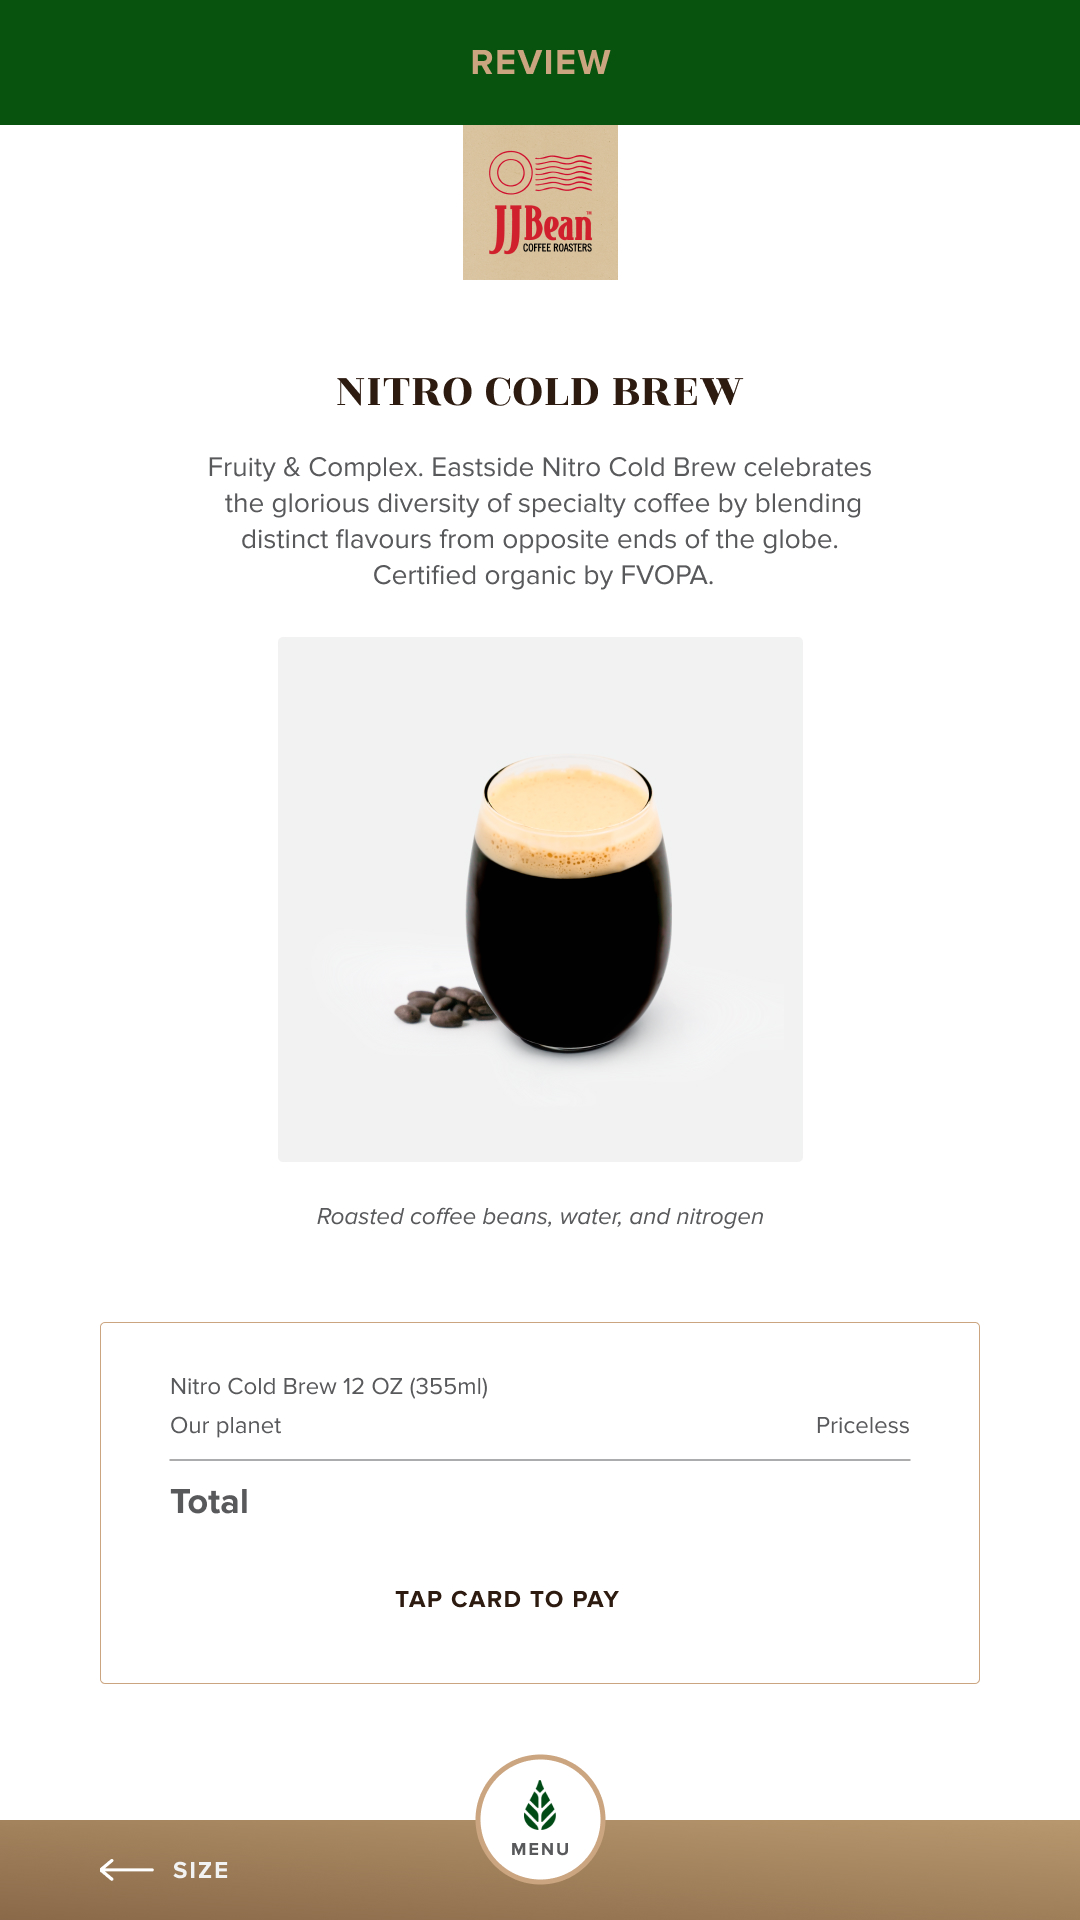 REVIEW
JJBean™
COFFEE ROASTERS
NITRO COLD BREW
Fruity & Complex. Eastside Nitro Cold Brew celebrates
the glorious diversity of specialty coffee by blending
distinct flavours from opposite ends of the globe.
Certified organic by FVOPA.
Roasted coffee beans, water, and nitrogen
Nitro Cold Brew 12 OZ (355ml)
Our planet Priceless
Total
TAP CARD TO PAY
MENU
SIZE